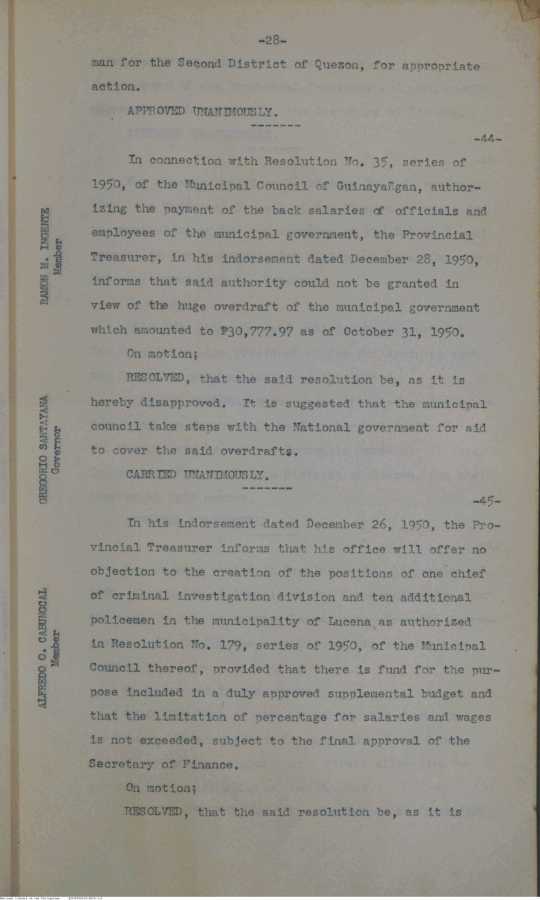 -28-
man for the Second District of Quezon, for appropriate
action.
APPROVED UNANIMOUSLY.
-------
-44-
In connection with Resolution No. 35, series of
1950, of the Municipal Council of Guinayañgan, author-
izing the payment of the back salaries of officials and
employees of the municipal government, the Provincial
Treasurer, in his indorsement dated December 28, 1950,
informs that said authority could not be granted in
view of the huge overdraft of the municipal government
which amounted to ₱30,777.97 as of October 31, 1950.
On motion;
RESOLVED, that the said resolution be, as it is
hereby disapproved. It is suggested that the municipal
council take steps with the National government for aid
to cover the said overdrafts.
CARRIED UNANIMOUSLY.
-------
-45-
In his indorsement dated December 26, 1950, the Pro-
vincial Treasurer informs that his office will offer no
objection to the creation of the positions of one chief
of criminal investigation division and ten additional
policemen in the municipality of Lucena as authorized
in Resolution No. 179, series of 1950, of the Municipal
Council thereof, provided that there is fund for the pur-
pose included in a duly approved supplemental budget and
that the limitation of percentage for salaries and wages
is not exceeded, subject to the final approval of the
Secretary of Finance.
On motion;
RESOLVED, that the said resolution be, as it is
RAMON M. INGENTE
Member
GREGORIO SANTAYANA
Governor
ALFREDO O. CABUNGCAL
Member